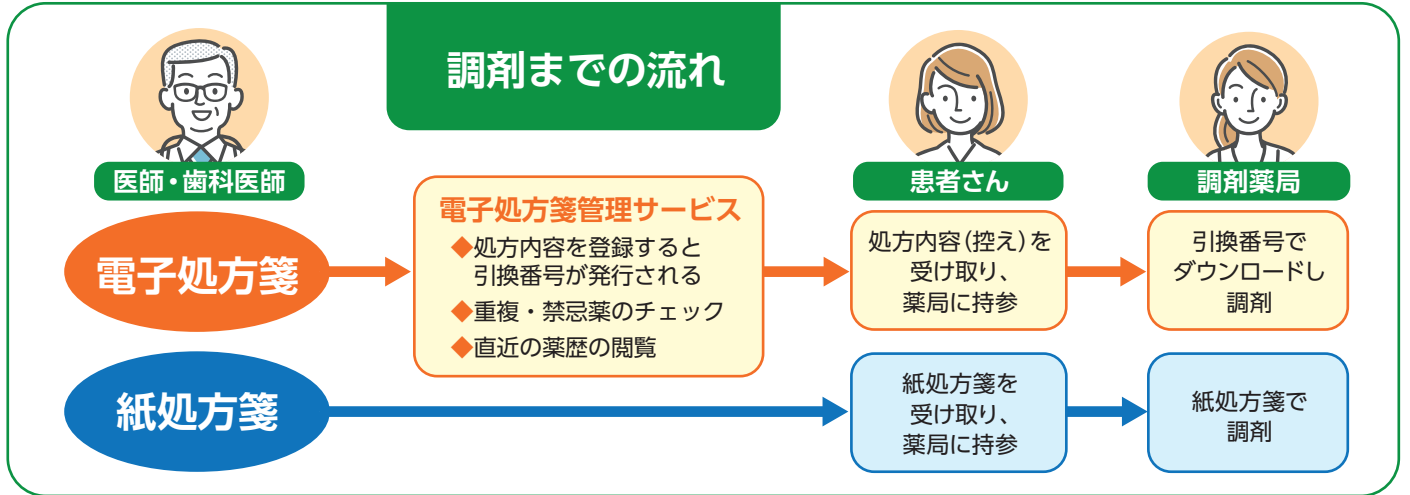 調剤までの流れ
医師・歯科医師
患者さん
調剤薬局
電子処方箋
電子処方箋管理サービス
◆処方内容を登録すると
引換番号が発行される
◆重複・禁忌薬のチェック
◆直近の薬歴の閲覧
処方内容(控え)を
受け取り、
薬局に持参
引換番号で
ダウンロードし
調剤
紙処方箋
紙処方箋を
受け取り、
薬局に持参
紙処方箋で
調剤